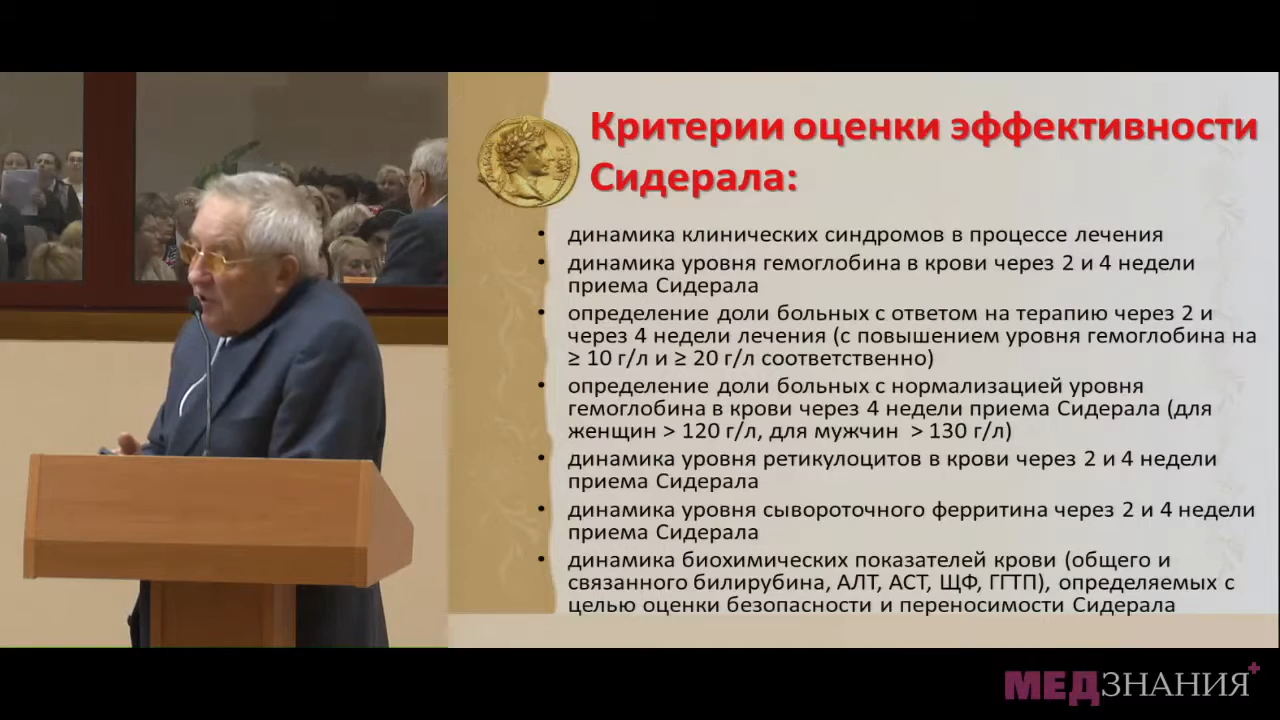 Критерии оценки эффективности
Сидерала:
• динамика клинических синдромов в процессе лечения
• динамика уровня гемоглобина в крови через 2 и 4 недели
приема Сидерала
• определение доли больных с ответом на терапию через 2 и
через 4 недели лечения (с повышением уровня гемоглобина на
≥ 10 г/л и ≥ 20 г/л соответственно)
• определение доли больных с нормализацией уровня
гемоглобина в крови через 4 недели приема Сидерала (для
женщин > 120 г/л, для мужчин > 130 г/л)
• динамика уровня ретикулоцитов в крови через 2 и 4 недели
приема Сидерала
• динамика уровня сывороточного ферритина через 2 и 4 недели
приема Сидерала
• динамика биохимических показателей крови (общего и
связанного билирубина, АЛТ, АСТ, ЩФ, ГГТП), определяемых с
целью оценки безопасности и переносимости Сидерала
МЕДЗНАНИЯ+